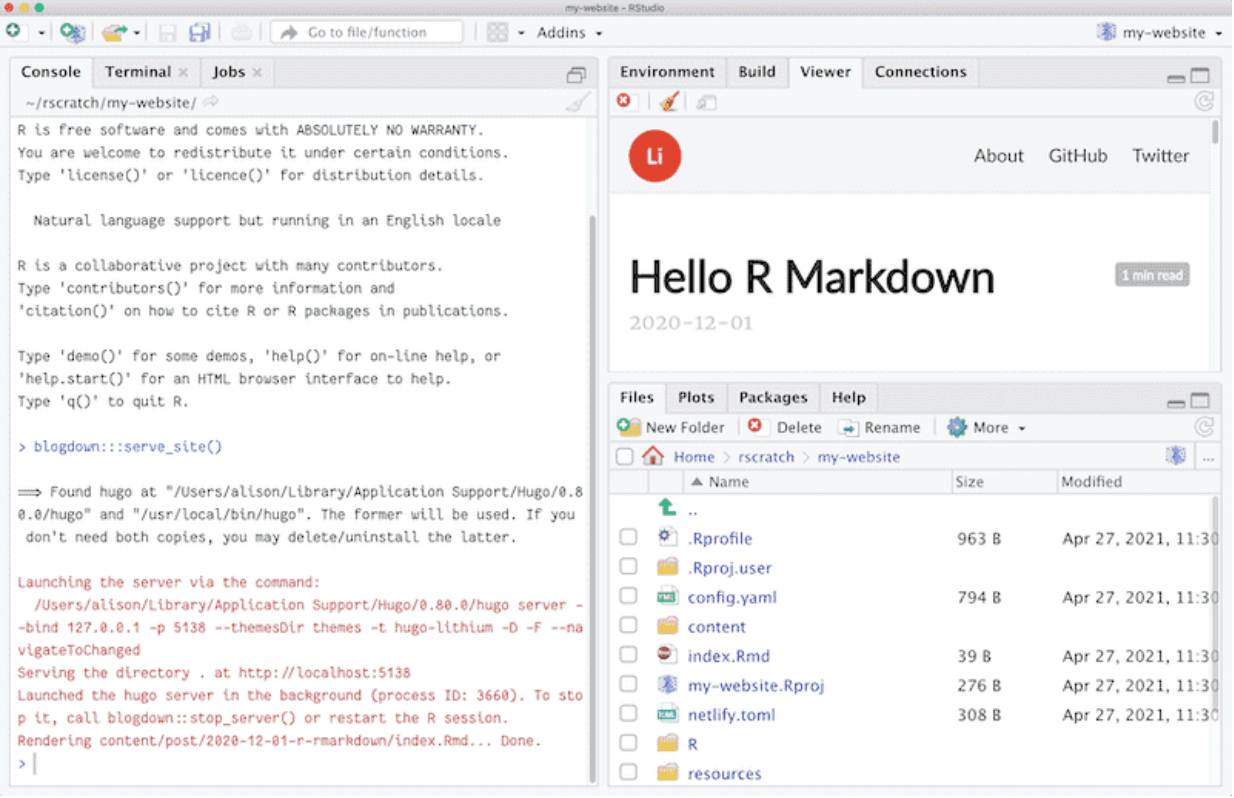 my-website - RStudio
Go to file/function
Addins
my-website
Console Terminal Jobs
~/rscratch/my-website/
R is free software and comes with ABSOLUTELY NO WARRANTY.
You are welcome to redistribute it under certain conditions.
Type 'license()' or 'licence()' for distribution details.
Natural language support but running in an English locale
R is a collaborative project with many contributors.
Type 'contributors()' for more information and
'citation()' on how to cite R or R packages in publications.
Type 'demo()' for some demos, 'help()' for on-line help, or
'help.start()' for an HTML browser interface to help.
Type 'q()' to quit R.
> blogdown:::serve_site()
==> Found hugo at "/Users/alison/Library/Application Support/Hugo/0.8
0.0/hugo" and "/usr/local/bin/hugo". The former will be used. If you
don't need both copies, you may delete/uninstall the latter.
Launching the server via the command:
/Users/alison/Library/Application Support/Hugo/0.80.0/hugo server -
-bind 127.0.0.1 -p 5138 --themesDir themes -t hugo-lithium -D -F --na
vigateToChanged
Serving the directory . at http://localhost:5138
Launched the hugo server in the background (process ID: 3660). To sto
p it, call blogdown::stop_server() or restart the R session.
Rendering content/post/2020-12-01-r-rmarkdown/index.Rmd... Done.
>
Environment Build Viewer Connections
Li
About GitHub Twitter
Hello R Markdown
1 min read
2020-12-01
Files Plots Packages Help
New Folder Delete Rename More
Home > rscratch > my-website ...
Name Size Modified
..
.Rprofile 963 B Apr 27, 2021, 11:30
.Rproj.user
config.yaml 794 B Apr 27, 2021, 11:30
content
index.Rmd 39 B Apr 27, 2021, 11:30
my-website.Rproj 276 B Apr 27, 2021, 11:30
netlify.toml 308 B Apr 27, 2021, 11:30
R
resources